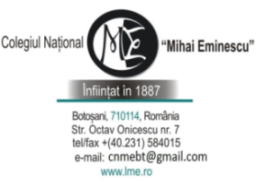 Colegiul Național ME "Mihai Eminescu"
Înființat în 1887
Botoșani, 710114, România
Str. Octav Onicescu nr. 7
tel/fax +(40.231) 584015
e-mail: cnmebt@gmail.com
www.lme.ro